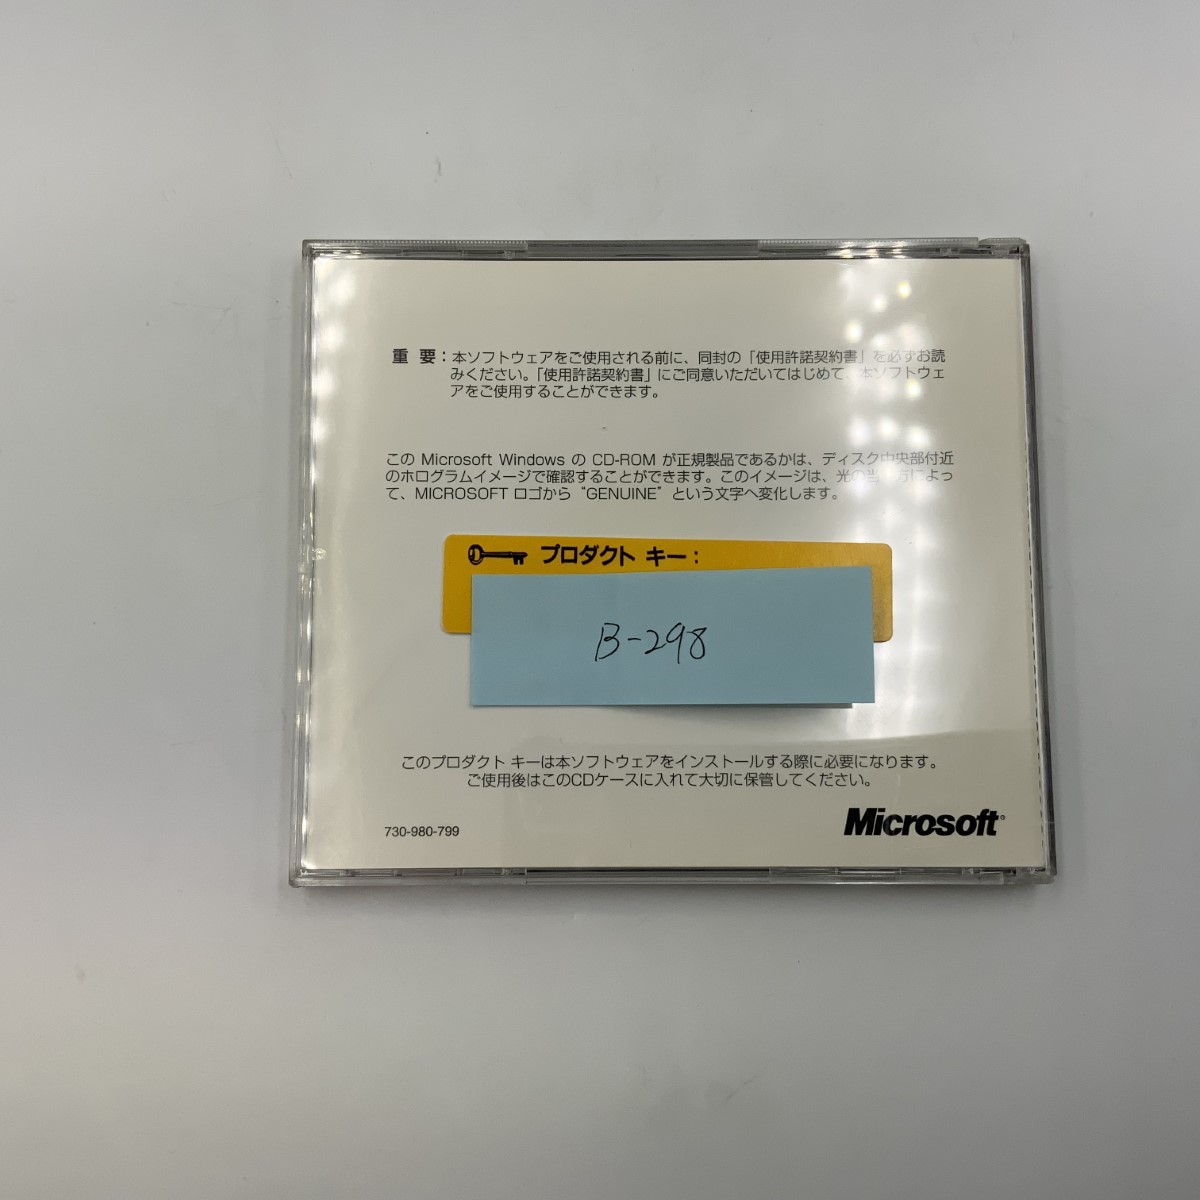 重 要：本ソフトウェアをご使用される前に、同封の「使用許諾契約書」を必ずお読
みください。「使用許諾契約書」にご同意いただいてはじめて、本ソフトウェ
アをご使用することができます。
この Microsoft Windows の CD-ROM が正規製品であるかは、ディスク中央部付近
のホログラムイメージで確認することができます。このイメージは、光の当 方によっ
て、MICROSOFT ロゴから "GENUINE" という文字へ変化します。
プロダクト キー：
B-298
このプロダクト キーは本ソフトウェアをインストールする際に必要になります。
ご使用後はこのCDケースに入れて大切に保管してください。
730-980-799
Microsoft®